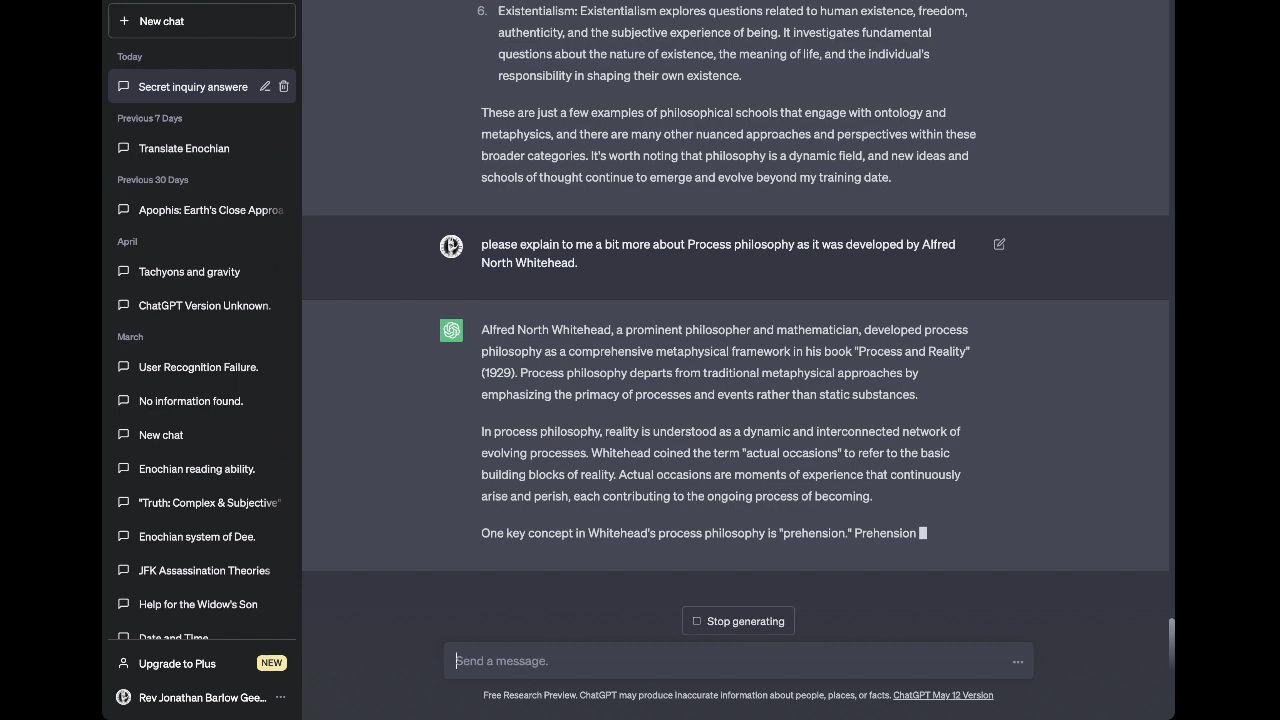 New chat
Today
Secret inquiry answere
Previous 7 Days
Translate Enochian
Previous 30 Days
Apophis: Earth's Close Approa
April
Tachyons and gravity
ChatGPT Version Unknown.
March
User Recognition Failure.
No information found.
New chat
Enochian reading ability.
"Truth: Complex & Subjective"
Enochian system of Dee.
JFK Assassination Theories
Help for the Widow's Son
Date and Time
Upgrade to Plus
NEW
Rev Jonathan Barlow Gee...
6. Existentialism: Existentialism explores questions related to human existence, freedom,
authenticity, and the subjective experience of being. It investigates fundamental
questions about the nature of existence, the meaning of life, and the individual's
responsibility in shaping their own existence.
These are just a few examples of philosophical schools that engage with ontology and
metaphysics, and there are many other nuanced approaches and perspectives within these
broader categories. It's worth noting that philosophy is a dynamic field, and new ideas and
schools of thought continue to emerge and evolve beyond my training date.
please explain to me a bit more about Process philosophy as it was developed by Alfred
North Whitehead.
Alfred North Whitehead, a prominent philosopher and mathematician, developed process
philosophy as a comprehensive metaphysical framework in his book "Process and Reality"
(1929). Process philosophy departs from traditional metaphysical approaches by
emphasizing the primacy of processes and events rather than static substances.
In process philosophy, reality is understood as a dynamic and interconnected network of
evolving processes. Whitehead coined the term "actual occasions" to refer to the basic
building blocks of reality. Actual occasions are moments of experience that continuously
arise and perish, each contributing to the ongoing process of becoming.
One key concept in Whitehead's process philosophy is "prehension." Prehension
Stop generating
Send a message.
Free Research Preview. ChatGPT may produce inaccurate information about people, places, or facts. ChatGPT May 12 Version